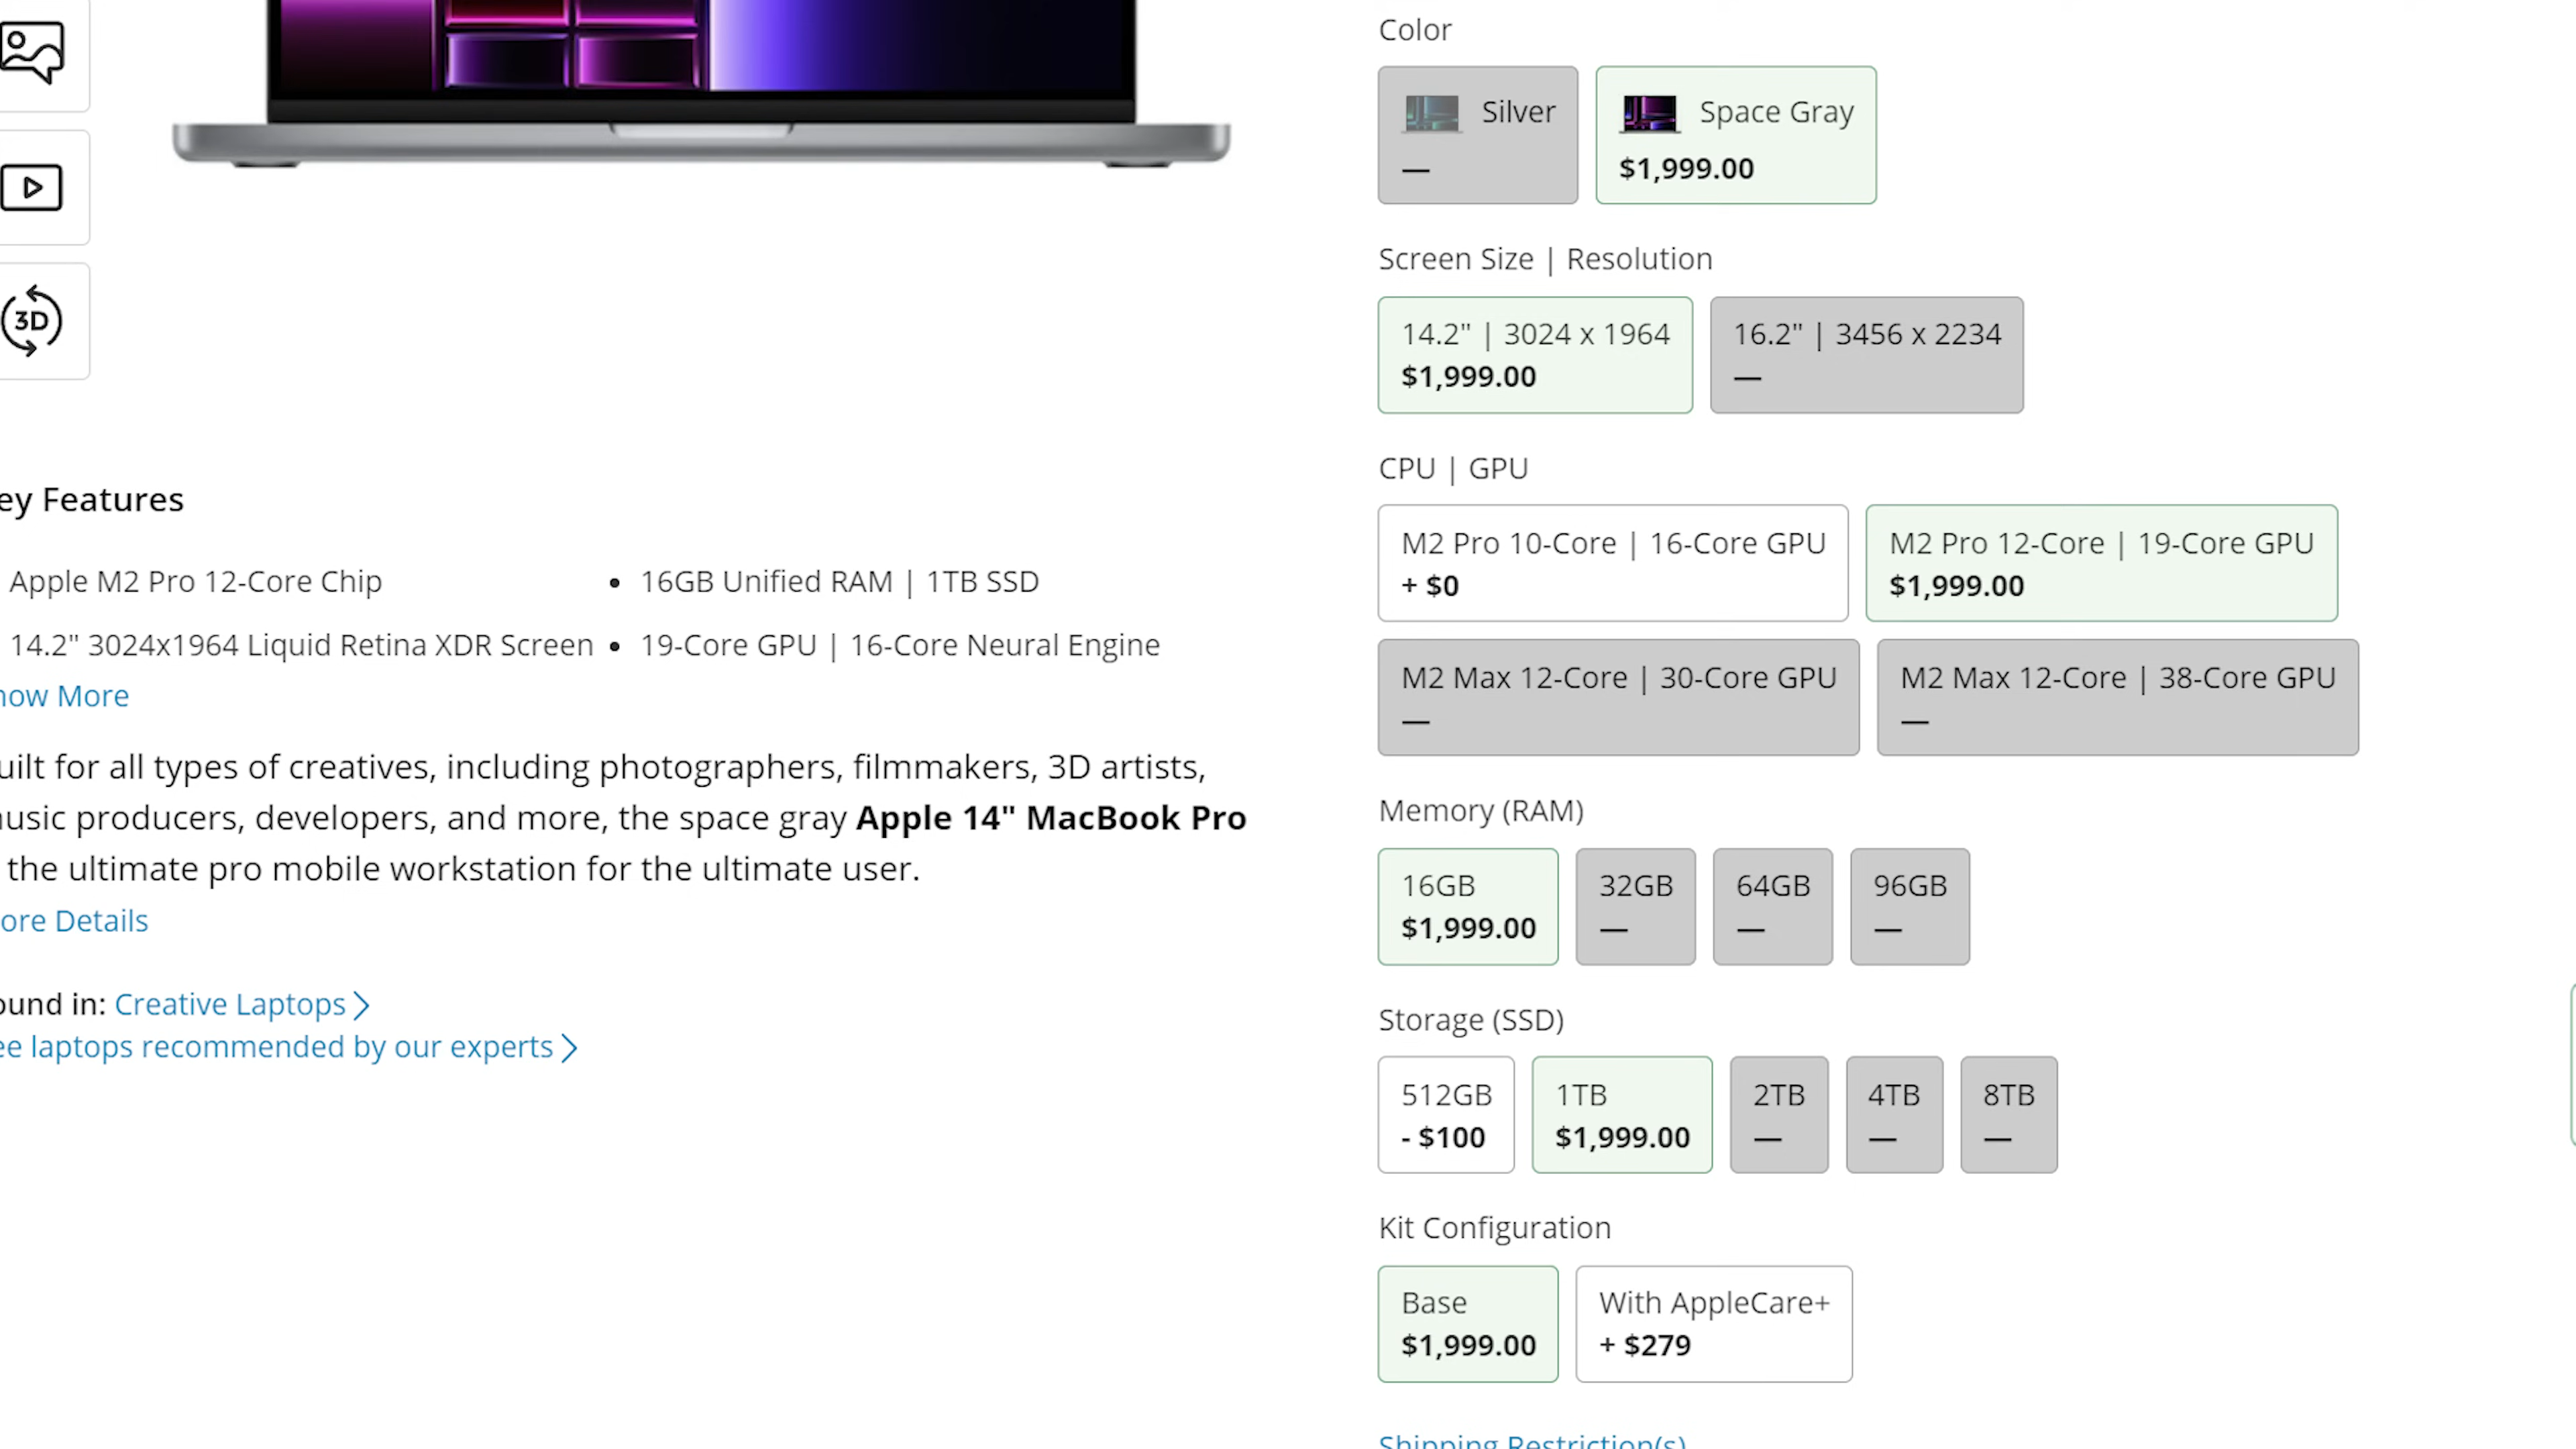 3D
ey Features
Apple M2 Pro 12-Core Chip
• 16GB Unified RAM | 1TB SSD
14.2" 3024x1964 Liquid Retina XDR Screen
• 19-Core GPU | 16-Core Neural Engine
how More
uilt for all types of creatives, including photographers, filmmakers, 3D artists,
usic producers, developers, and more, the space gray Apple 14" MacBook Pro
the ultimate pro mobile workstation for the ultimate user.
ore Details
ound in: Creative Laptops
ee laptops recommended by our experts
Color
Silver
—
Space Gray
$1,999.00
Screen Size | Resolution
14.2" | 3024 x 1964
$1,999.00
16.2" | 3456 x 2234
—
CPU | GPU
M2 Pro 10-Core | 16-Core GPU
+ $0
M2 Pro 12-Core | 19-Core GPU
$1,999.00
M2 Max 12-Core | 30-Core GPU
—
M2 Max 12-Core | 38-Core GPU
—
Memory (RAM)
16GB
$1,999.00
32GB
—
64GB
—
96GB
—
Storage (SSD)
512GB
- $100
1TB
$1,999.00
2TB
—
4TB
—
8TB
—
Kit Configuration
Base
$1,999.00
With AppleCare+
+ $279
Shipping Restriction(s)